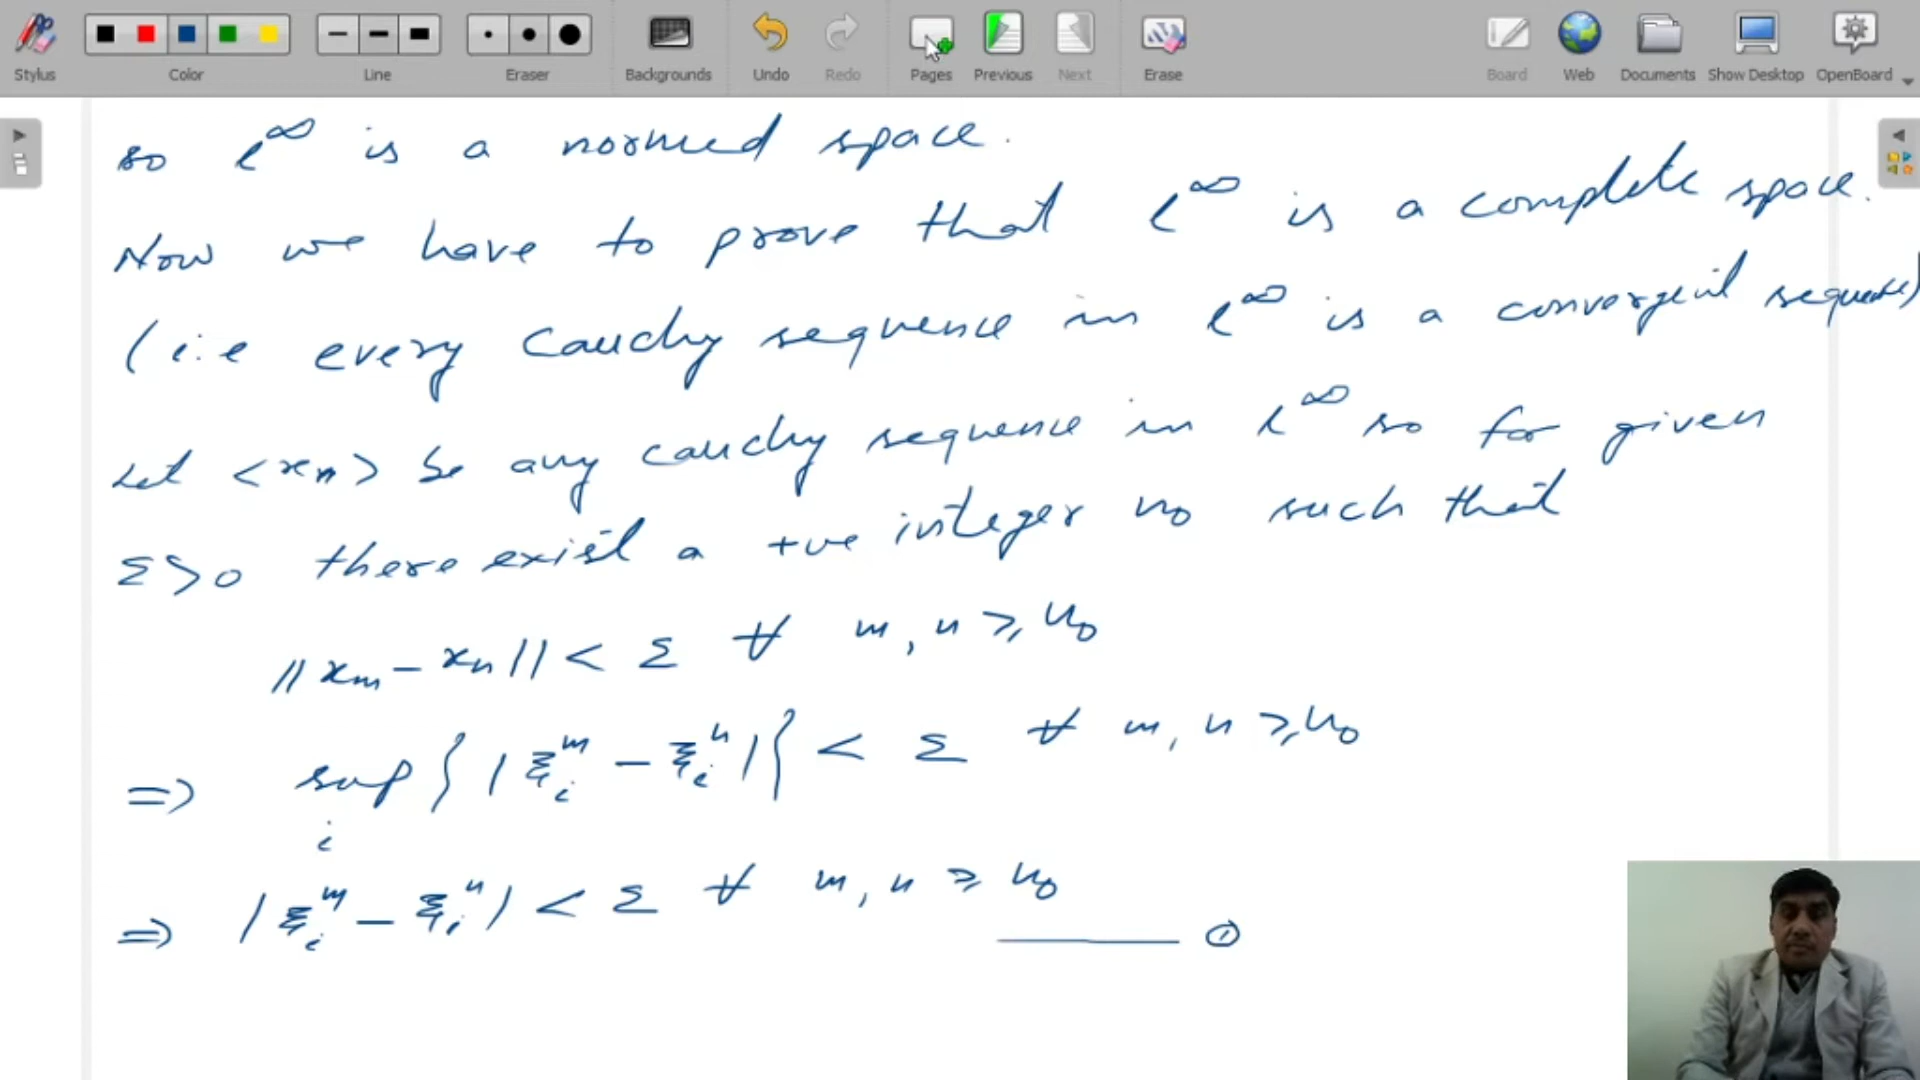 Stylus Color Line Eraser Backgrounds Undo Redo Pages Previous Next Erase Board Web Documents Show Desktop OpenBoard
so ℓ^∞ is a normed space.
Now we have to prove that ℓ^∞ is a complete space.
(i.e every Cauchy sequence in ℓ^∞ is a convergent sequence)
Let <x_n> be any cauchy sequence in ℓ^∞ so for given
Σ>0 there exist a +ve integer n₀ such that
||x_m - x_n|| < Σ ∀ m, n ≥ n₀
=> sup_i { |ξ_i^m - ξ_i^n| } < Σ ∀ m, n ≥ n₀
=> |ξ_i^m - ξ_i^n| < Σ ∀ m, n ≥ n₀
——— ①